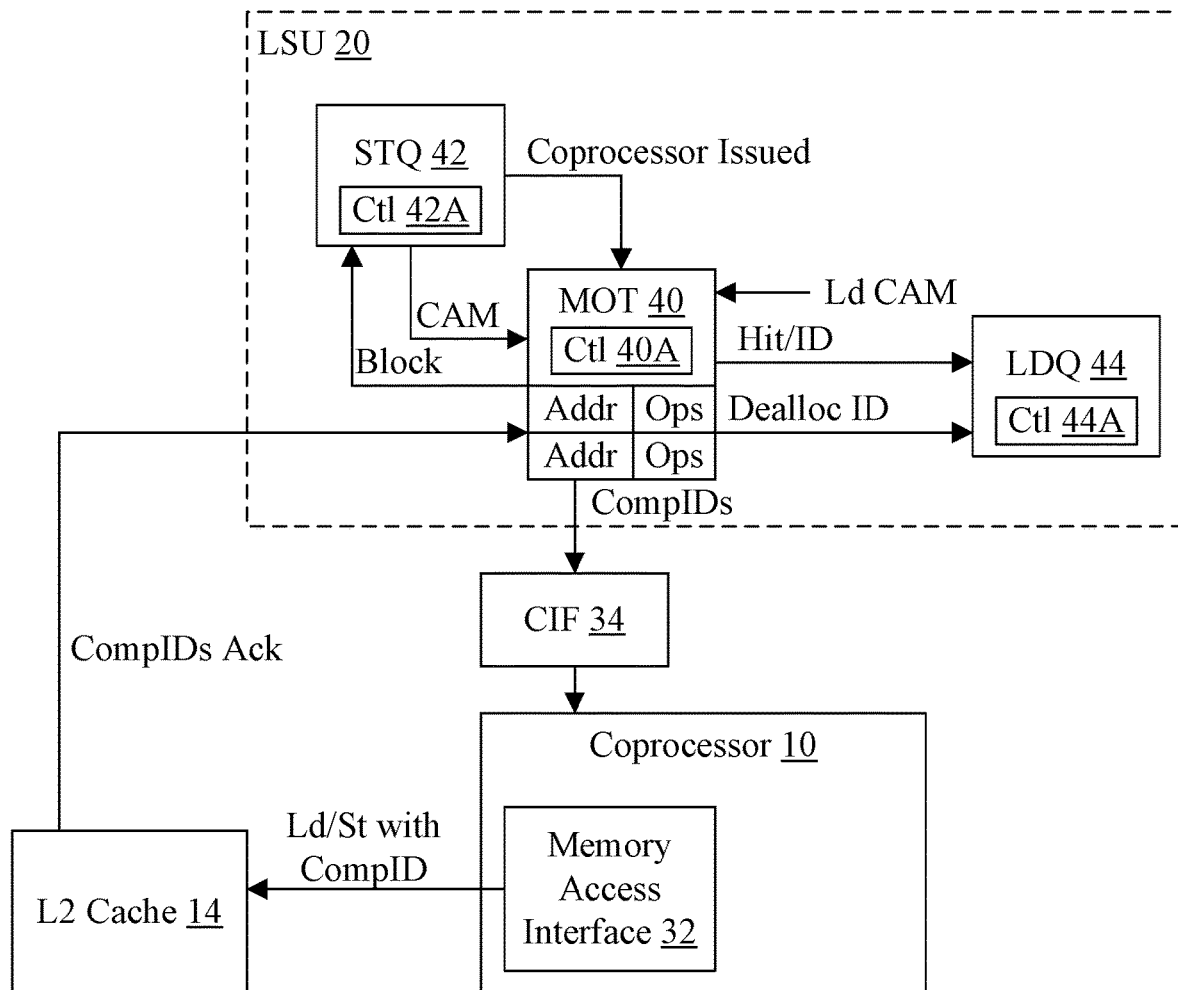 LSU 20
STQ 42
Ctl 42A
Coprocessor Issued
CAM
Block
MOT 40
Ctl 40A
Ld CAM
Hit/ID
LDQ 44
Ctl 44A
Addr Ops
Dealloc ID
Addr Ops
CompIDs
CIF 34
CompIDs Ack
Coprocessor 10
Ld/St with
CompID
Memory
Access
Interface 32
L2 Cache 14